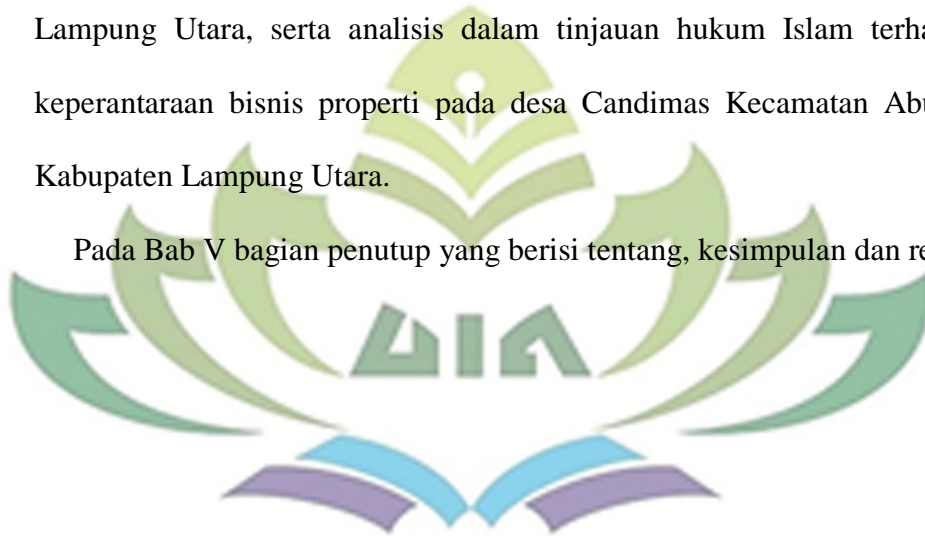 Lampung Utara, serta analisis dalam tinjauan hukum Islam
keperantaraan bisnis properti pada desa Candimas Kecamatan
Kabupaten Lampung Utara.
Pada Bab V bagian penutup yang berisi tentang, kesimpulan dan
UIN